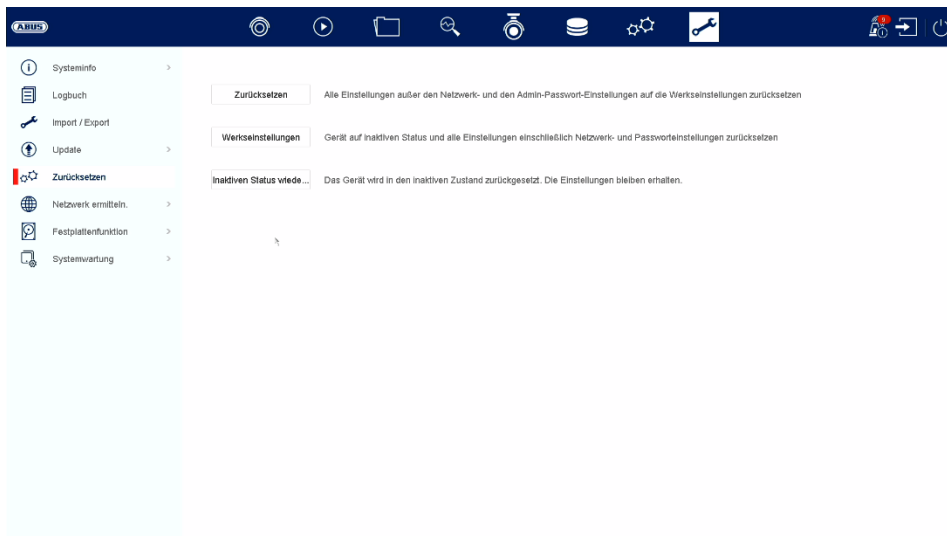 ABUS
9
Systeminfo
Logbuch
Import / Export
Update
Zurücksetzen
Netzwerk ermitteln.
Festplattenfunktion
Systemwartung
Zurücksetzen Alle Einstellungen außer den Netzwerk- und den Admin-Passwort-Einstellungen auf die Werkseinstellungen zurücksetzen
Werkseinstellungen Gerät auf inaktiven Status und alle Einstellungen einschließlich Netzwerk- und Passworteinstellungen zurücksetzen
Inaktiven Status wiede... Das Gerät wird in den inaktiven Zustand zurückgesetzt. Die Einstellungen bleiben erhalten.